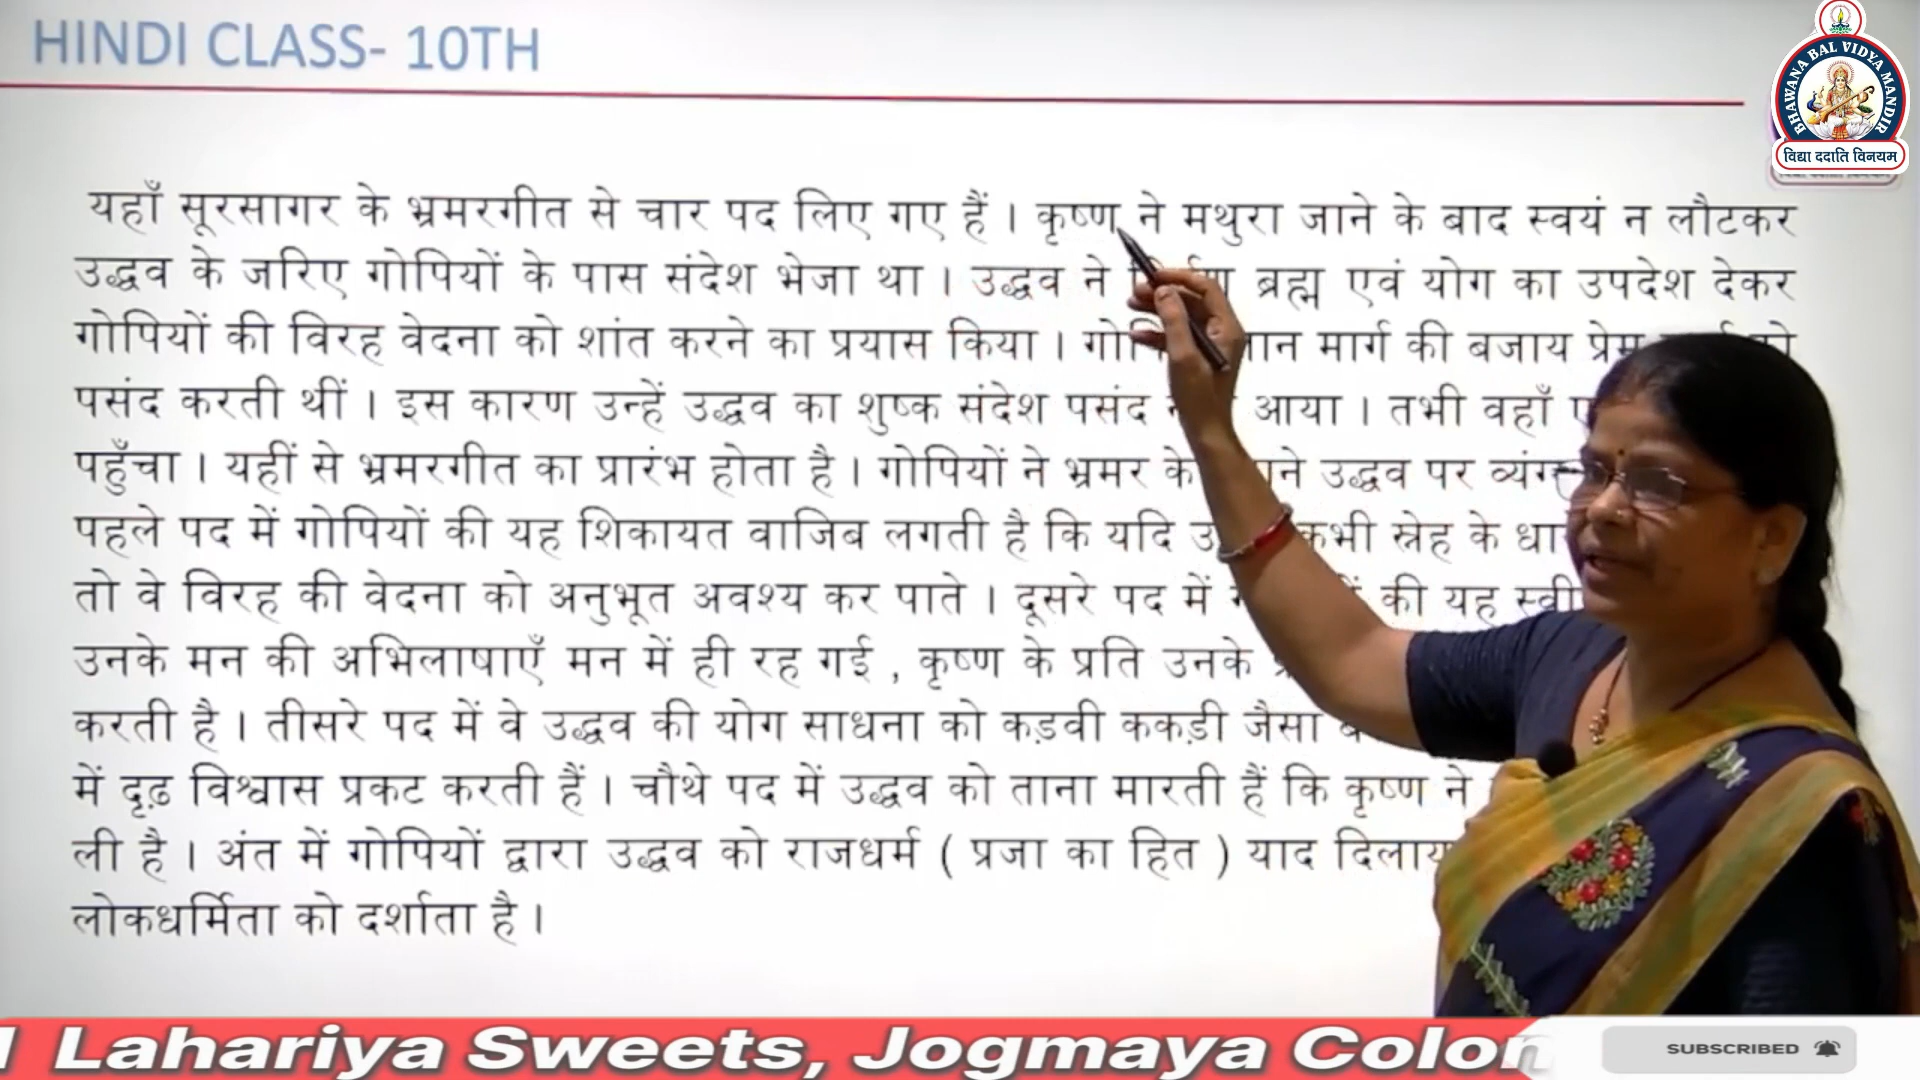 HINDI CLASS- 10TH
BHAWANA BAL VIDYA MANDIR
विद्या ददाति विनयम
यहाँ सूरसागर के भ्रमरगीत से चार पद लिए गए हैं । कृष्ण ने मथुरा जाने के बाद स्वयं न लौटकर
उद्धव के जरिए गोपियों के पास संदेश भेजा था । उद्धव ने ब्रह्म एवं योग का उपदेश देकर
गोपियों की विरह वेदना को शांत करने का प्रयास किया । मार्ग की बजाय प्रेम
पसंद करती थीं । इस कारण उन्हें उद्धव का शुष्क संदेश पसंद आया । तभी वहाँ
पहुँचा । यहीं से भ्रमरगीत का प्रारंभ होता है । गोपियों ने भ्रमर के उद्धव पर
पहले पद में गोपियों की यह शिकायत वाजिब लगती है कि यदि कभी स्नेह के
तो वे विरह की वेदना को अनुभूत अवश्य कर पाते । दूसरे पद में की यह
उनके मन की अभिलाषाएँ मन में ही रह गई , कृष्ण के प्रति उनके
करती है । तीसरे पद में वे उद्धव की योग साधना को कड़वी ककड़ी जैसा
में दृढ़ विश्वास प्रकट करती हैं । चौथे पद में उद्धव को ताना मारती हैं कि कृष्ण ने
ली है । अंत में गोपियों द्वारा उद्धव को राजधर्म ( प्रजा का हित ) याद
लोकधर्मिता को दर्शाता है ।
Lahariya Sweets, Jogmaya Colon
SUBSCRIBED